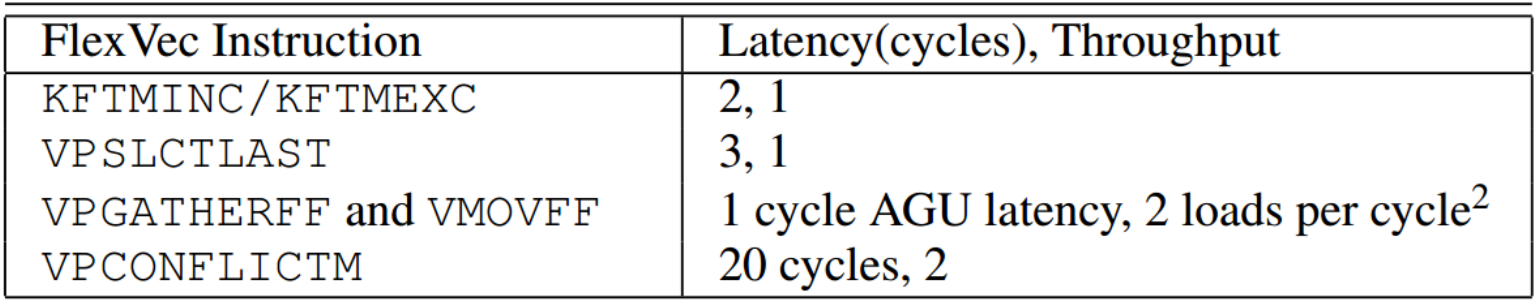 FlexVec Instruction Latency(cycles), Throughput
KFTMINC/KFTMEXC 2, 1
VPSLCTLAST 3, 1
VPGATHERFF and VMOVFF 1 cycle AGU latency, 2 loads per cycle²
VPCONFLICTM 20 cycles, 2